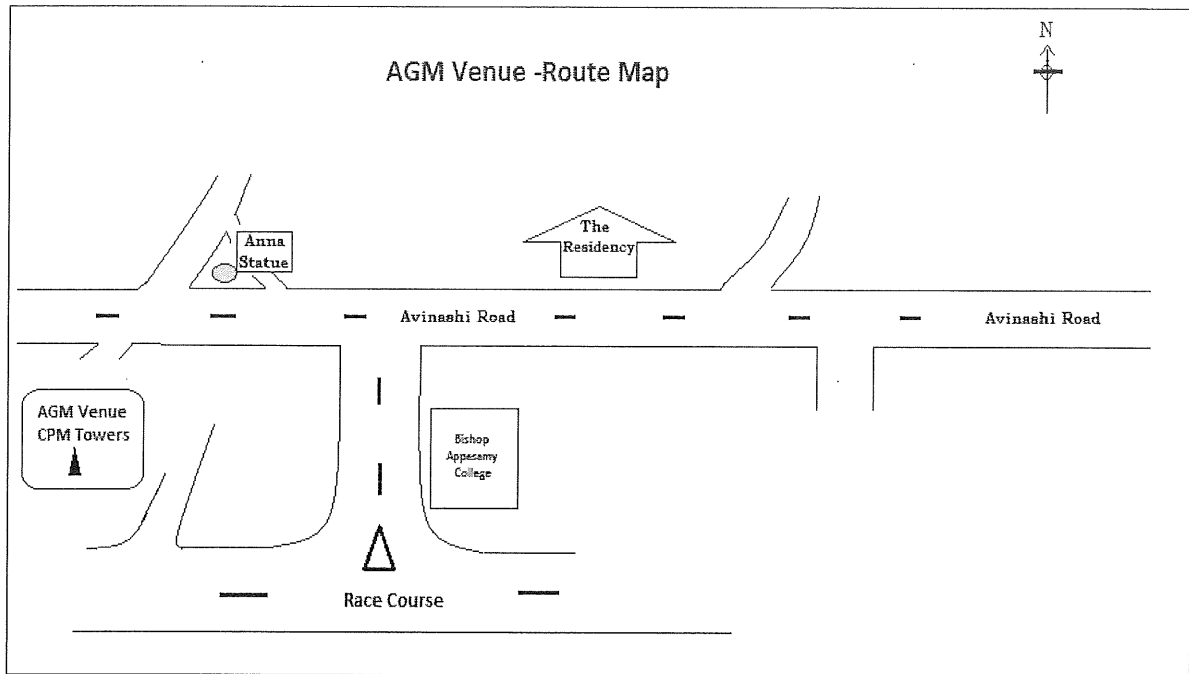 N
AGM Venue -Route Map
The
Residency
Anna
Statue
Avinashi Road
Avinashi Road
AGM Venue
CPM Towers
Bishop
Appasamy
College
Race Course